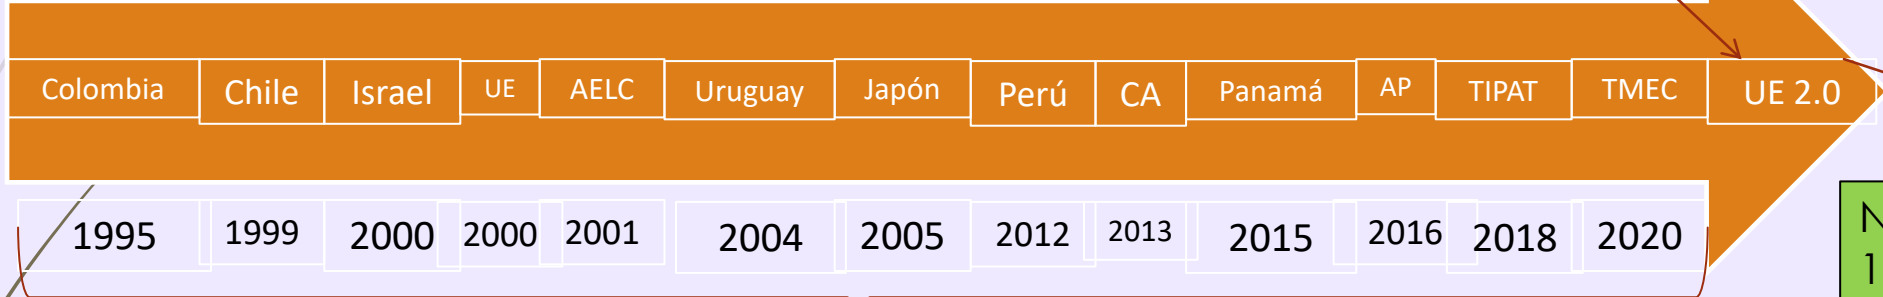 Colombia Chile Israel UE AELC Uruguay Japón Perú CA Panamá AP TIPAT TMEC UE 2.0
1995 1999 2000 2000 2001 2004 2005 2012 2013 2015 2016 2018 2020